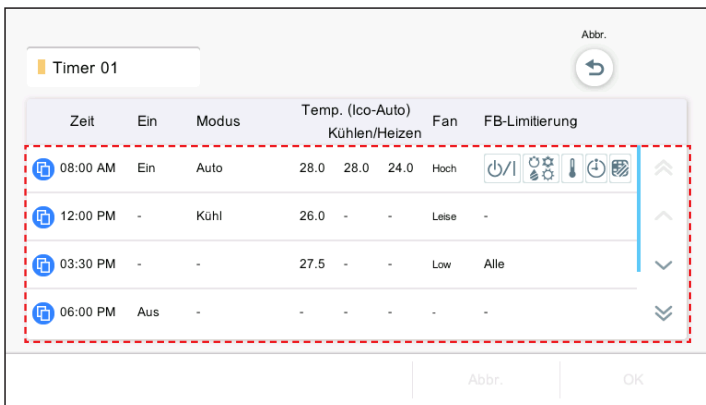 Abbr.
Timer 01
Zeit Ein Modus Temp. (Ico-Auto) Kühlen/Heizen Fan FB-Limitierung
08:00 AM Ein Auto 28.0 28.0 24.0 Hoch
12:00 PM - Kühl 26.0 - - Leise -
03:30 PM - - 27.5 - - Low Alle
06:00 PM Aus - - - - - -
Abbr. OK